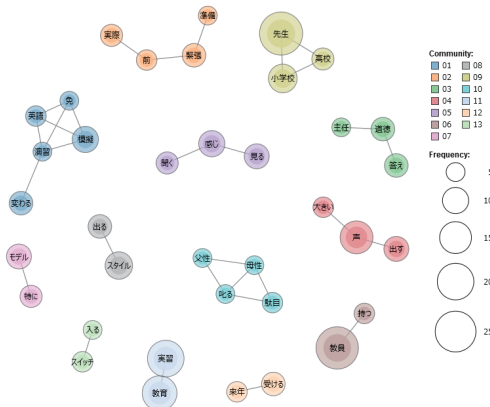 準備
実際
前
緊張
先生
高校
小学校
Community:
01 08
02 09
03 10
04 11
05 12
06 13
07
Frequency:
5
10
15
20
25
発
英語
模擬
演習
変わる
感じ
聞く
見る
主任
道徳
答え
大きい
声
出す
出る
スタイル
モデル
特に
父性
母性
叱る
駄目
持つ
教員
入る
スイッチ
実習
教育
来年
受ける